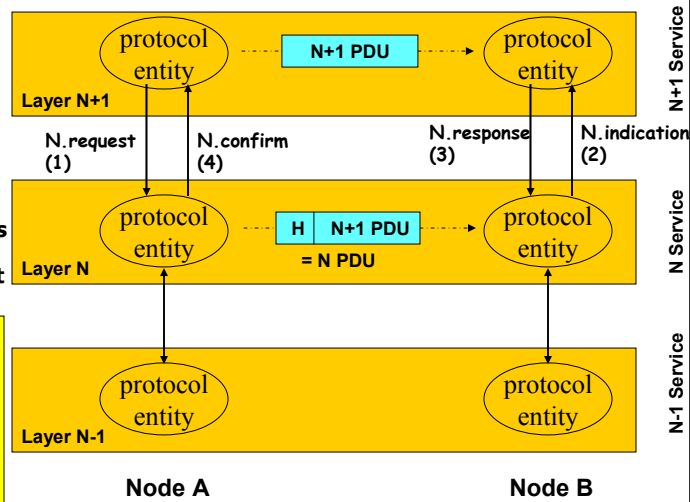 protocol
entity
N+1 PDU
protocol
entity
Layer N+1
N+1 Service
N.request
(1)
N.confirm
(4)
N.response
(3)
N.indication
(2)
s
t
protocol
entity
H N+1 PDU
= N PDU
protocol
entity
Layer N
N Service
protocol
entity
protocol
entity
Layer N-1
N-1 Service
Node A
Node B